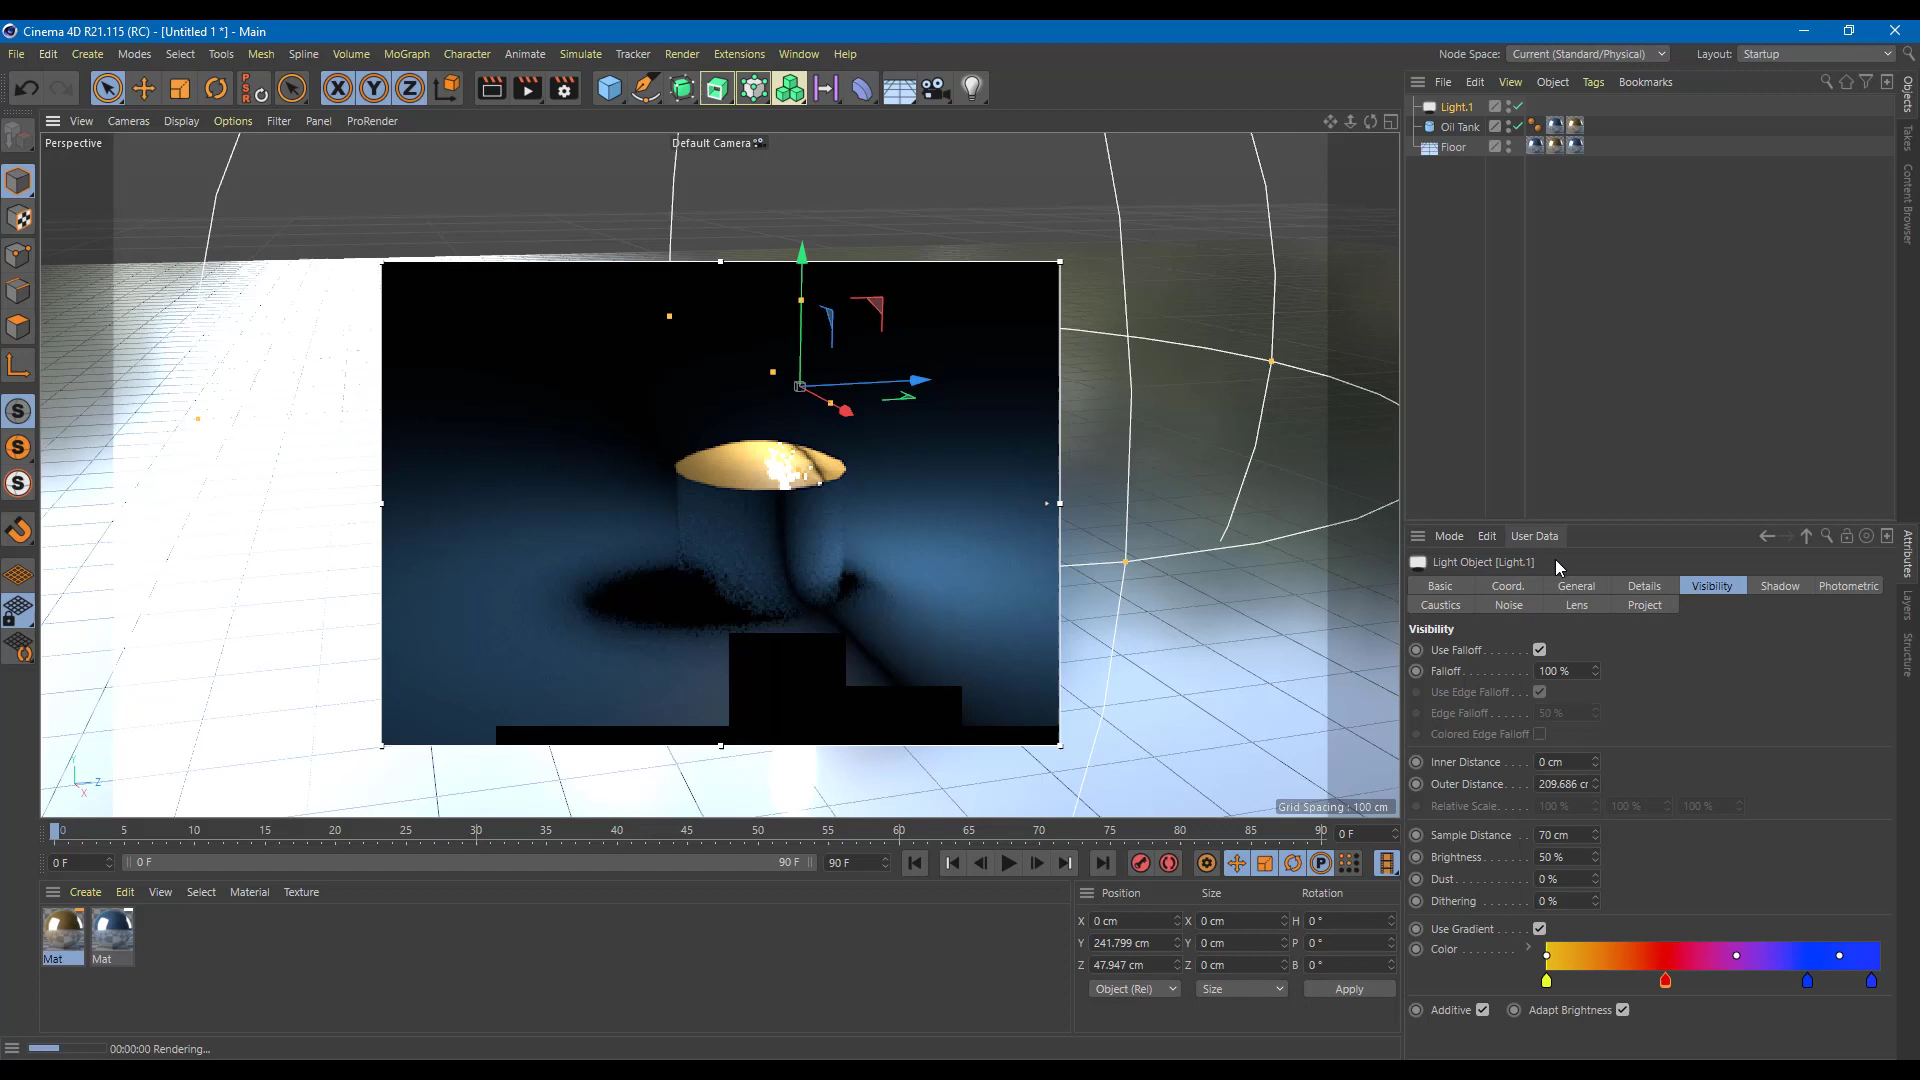 Cinema 4D R21.115 (RC) - [Untitled 1 *] - Main
File Edit Create Modes Select Tools Mesh Spline Volume MoGraph Character Animate Simulate Tracker Render Extensions Window Help
Node Space: Current (Standard/Physical) Layout: Startup
PSR X Y Z
File Edit View Object Tags Bookmarks
View Cameras Display Options Filter Panel ProRender
Perspective
Default Camera
Light.1
Oil Tank
Floor
Objects
Takes
Content Browser
S
S
S
Mode Edit User Data
Attributes
Layers
Structure
Light Object [Light.1]
Basic Coord. General Details Visibility Shadow Photometric
Caustics Noise Lens Project
Visibility
Use Falloff
Falloff 100 %
Use Edge Falloff
Edge Falloff 50 %
Colored Edge Falloff
Inner Distance 0 cm
Outer Distance 209.686 cr
Relative Scale 100 % 100 % 100 %
Sample Distance 70 cm
Brightness 50 %
Dust 0 %
Dithering 0 %
Use Gradient
Color
Additive Adapt Brightness
Y Z X
Grid Spacing : 100 cm
0 5 10 15 20 25 30 35 40 45 50 55 60 65 70 75 80 85 90 0 F
0 F 0 F 90 F 90 F
P
Create Edit View Select Material Texture
Mat Mat
Position Size Rotation
X 0 cm X 0 cm H 0 °
Y 241.799 cm Y 0 cm P 0 °
Z 47.947 cm Z 0 cm B 0 °
Object (Rel) Size Apply
00:00:00 Rendering...